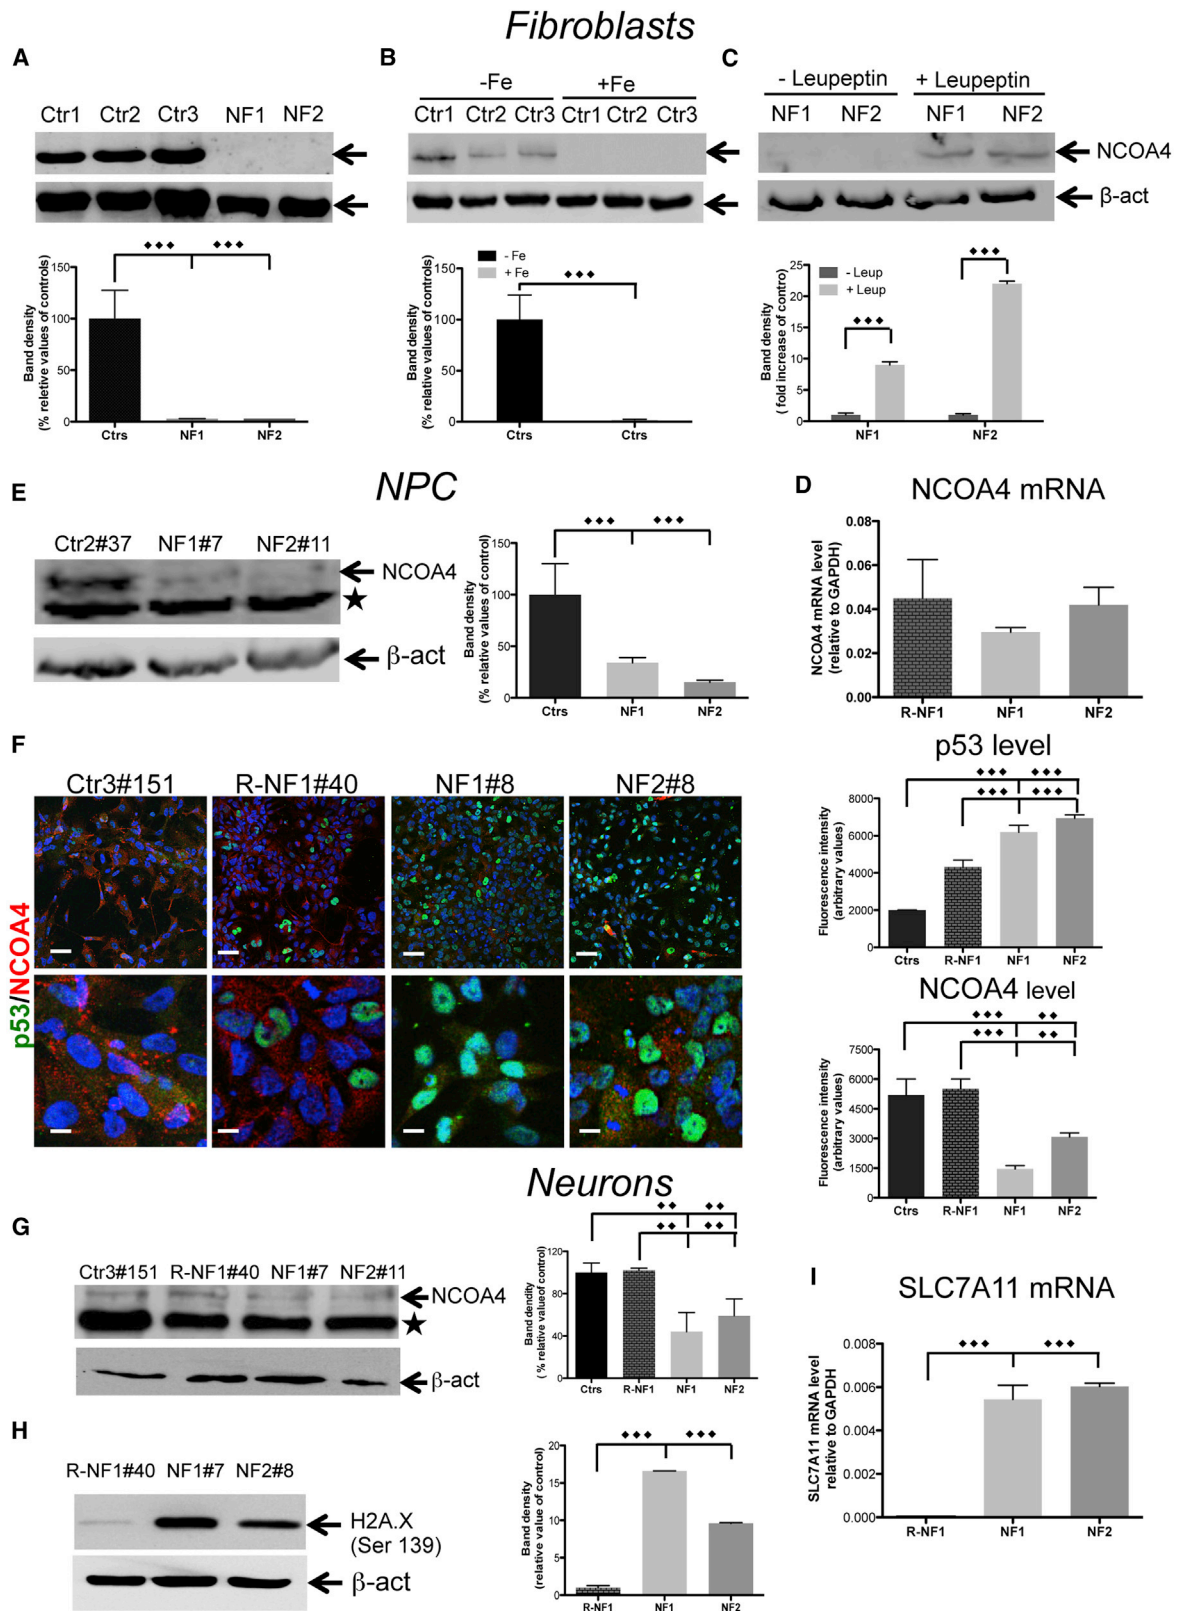 Fibroblasts
A
Ctr1 Ctr2 Ctr3 NF1 NF2
Band density
(% reletive values of controls)
150
100
50
0
Ctrs NF1 NF2
B
-Fe +Fe
Ctr1 Ctr2 Ctr3 Ctr1 Ctr2 Ctr3
- Fe
+ Fe
Band density
(% relative values of controls)
150
100
50
0
Ctrs Ctrs
C
- Leupeptin + Leupeptin
NF1 NF2 NF1 NF2
NCOA4
β-act
- Leup
+ Leup
Band density
( fold increase of control)
25
20
15
10
5
0
NF1 NF2
NPC
E
Ctr2#37 NF1#7 NF2#11
NCOA4
β-act
Band density
(% relative values of control)
150
100
50
0
Ctrs NF1 NF2
D
NCOA4 mRNA
NCOA4 mRNA level
(relative to GAPDH)
0.08
0.06
0.04
0.02
0.00
R-NF1 NF1 NF2
F
Ctr3#151 R-NF1#40 NF1#8 NF2#8
p53/NCOA4
p53 level
Fluorescence intensity
(arbitrary values)
8000
6000
4000
2000
0
Ctrs R-NF1 NF1 NF2
NCOA4 level
Fluorescence intensity
(arbitrary values)
7500
6000
4500
3000
1500
0
Ctrs R-NF1 NF1 NF2
Neurons
G
Ctr3#151 R-NF1#40 NF1#7 NF2#11
NCOA4
β-act
Band dendity
( % relative valueof control)
120
80
40
0
Ctrs R-NF1 NF1 NF2
H
R-NF1#40 NF1#7 NF2#8
H2A.X
(Ser 139)
β-act
Band density
(relative value of control)
20
15
10
5
0
R-NF1 NF1 NF2
I
SLC7A11 mRNA
SLC7A11 mRNA level
relative to GAPDH
0.008
0.006
0.004
0.002
0.000
R-NF1 NF1 NF2